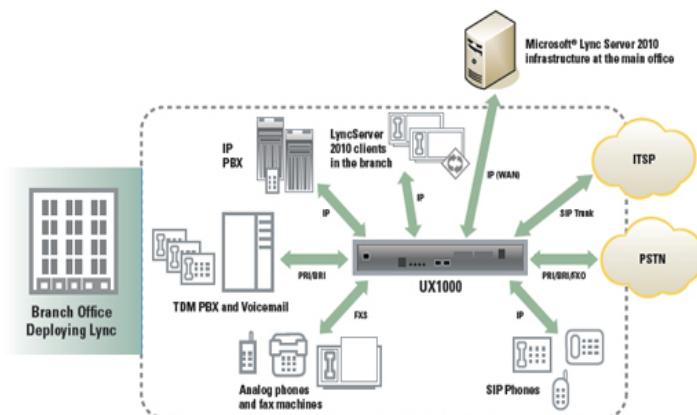 Microsoft® Lync Server 2010
infrastructure at the main office
IP
PBX
LyncServer
2010 clients
in the branch
ITSP
IP (WAN)
IP
IP
SIP Trunk
PRI/BRI
UX1000
PRI/BRI/FXO
PSTN
TDM PBX and Voicemail
Branch Office
Deploying Lync
FXS
IP
Analog phones
and fax machines
SIP Phones